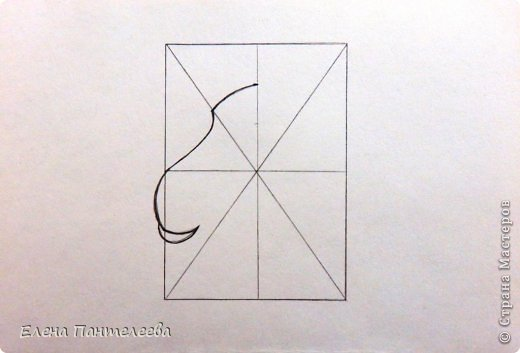 Елена Пантелеева
© Страна Мастеров